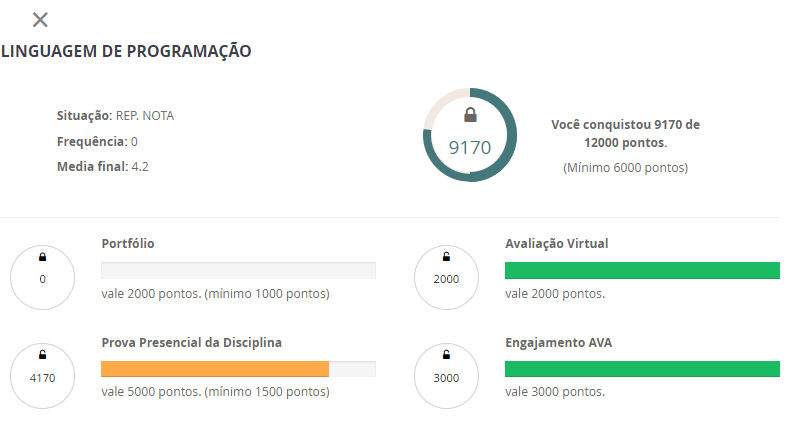 LINGUAGEM DE PROGRAMAÇÃO
Situação: REP. NOTA
Frequência: 0
Media final: 4.2
9170
Você conquistou 9170 de
12000 pontos.
(Mínimo 6000 pontos)
Portfólio
0
vale 2000 pontos. (mínimo 1000 pontos)
Avaliação Virtual
2000
vale 2000 pontos.
Prova Presencial da Disciplina
4170
vale 5000 pontos. (mínimo 1500 pontos)
Engajamento AVA
3000
vale 3000 pontos.